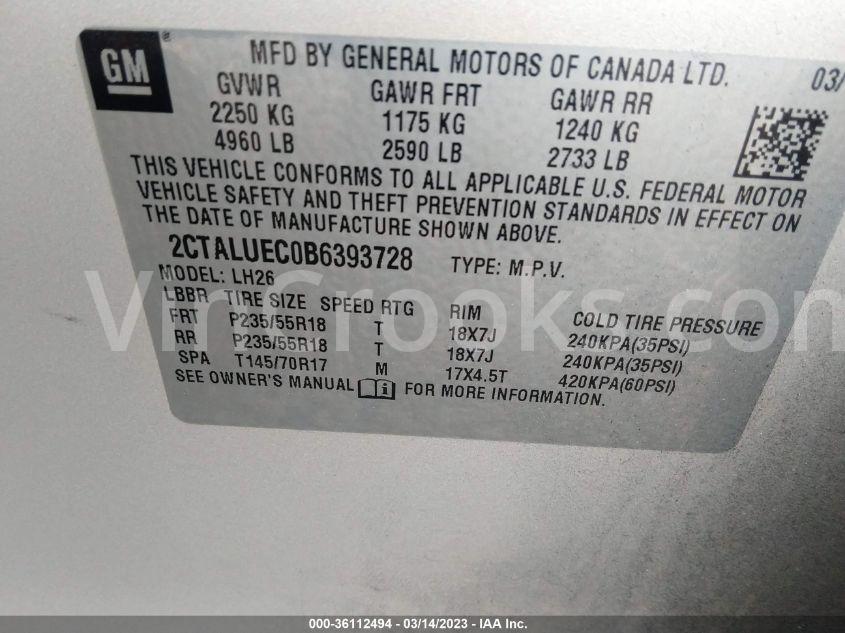 GM
MFD BY GENERAL MOTORS OF CANADA LTD. 03/
GVWR GAWR FRT GAWR RR
2250 KG 1175 KG 1240 KG
4960 LB 2590 LB 2733 LB
THIS VEHICLE CONFORMS TO ALL APPLICABLE U.S. FEDERAL MOTOR
VEHICLE SAFETY AND THEFT PREVENTION STANDARDS IN EFFECT ON
THE DATE OF MANUFACTURE SHOWN ABOVE.
2CTALUEC0B6393728 TYPE: M.P.V.
MODEL: LH26
LBBR TIRE SIZE SPEED RTG RIM COLD TIRE PRESSURE
FRT P235/55R18 T 18X7J 240KPA(35PSI)
RR P235/55R18 T 18X7J 240KPA(35PSI)
SPA T145/70R17 M 17X4.5T 420KPA(60PSI)
SEE OWNER'S MANUAL FOR MORE INFORMATION.
VinCrooks.com
000-36112494 - 03/14/2023 - IAA Inc.